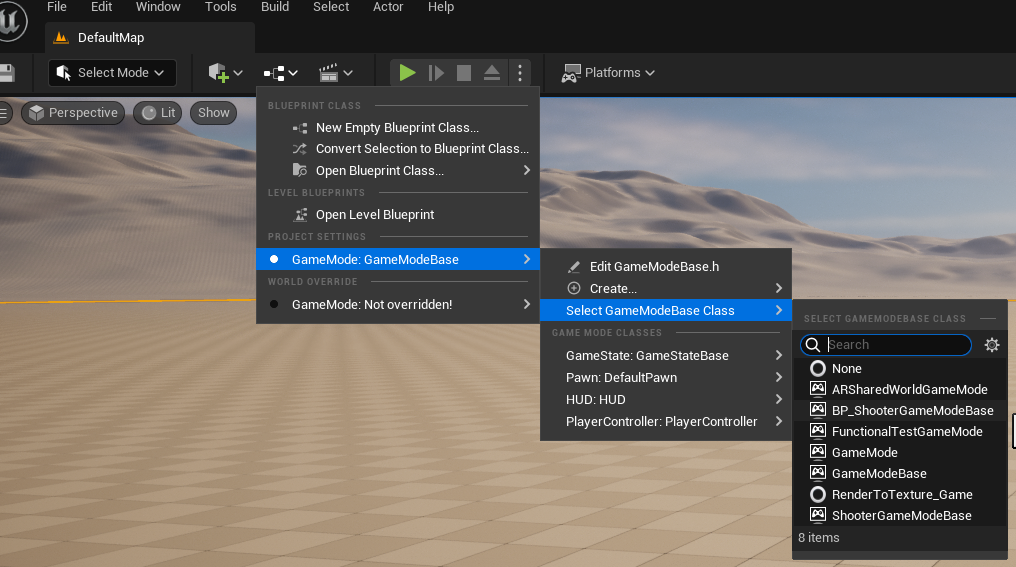 File Edit Window Tools Build Select Actor Help
DefaultMap
Select Mode
Platforms
Perspective Lit Show
BLUEPRINT CLASS
New Empty Blueprint Class...
Convert Selection to Blueprint Class...
Open Blueprint Class...
LEVEL BLUEPRINTS
Open Level Blueprint
PROJECT SETTINGS
GameMode: GameModeBase
WORLD OVERRIDE
GameMode: Not overridden!
Edit GameModeBase.h
Create...
Select GameModeBase Class
GAME MODE CLASSES
GameState: GameStateBase
Pawn: DefaultPawn
HUD: HUD
PlayerController: PlayerController
SELECT GAMEMODEBASE CLASS
Search
None
ARSharedWorldGameMode
BP_ShooterGameModeBase
FunctionalTestGameMode
GameMode
GameModeBase
RenderToTexture_Game
ShooterGameModeBase
8 items